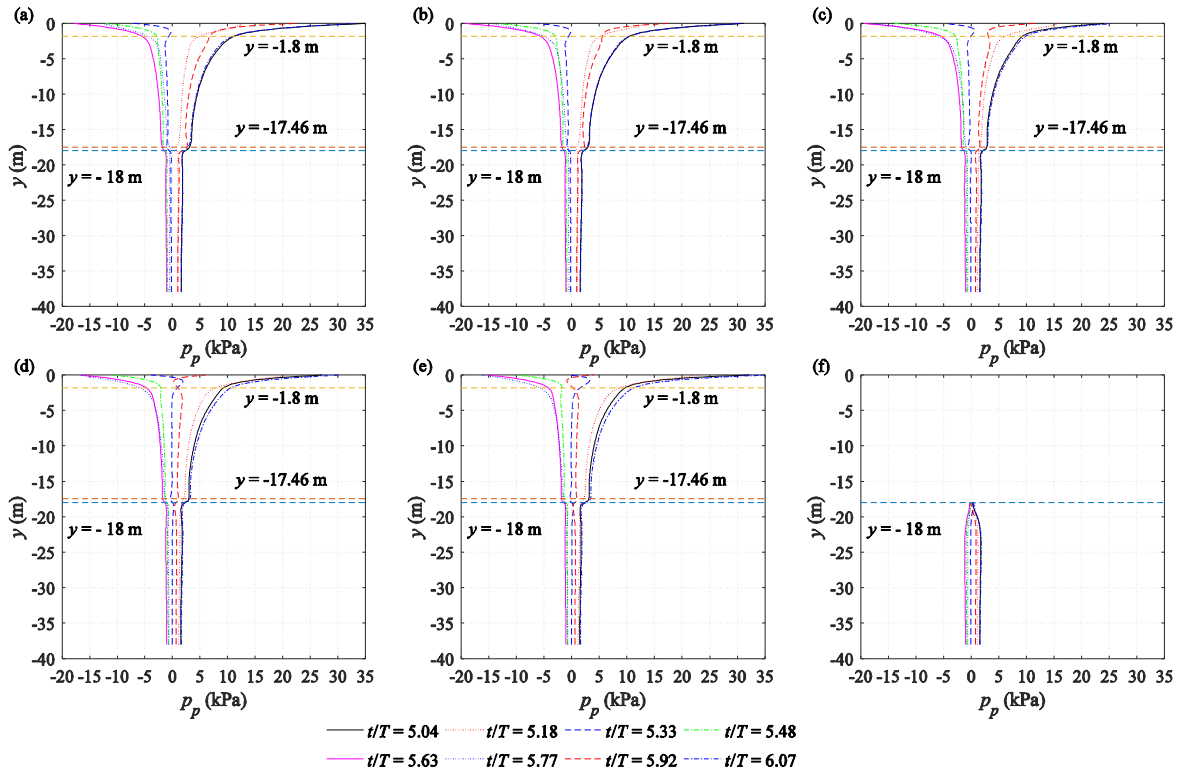 (a)
0
-5
-10
-15
-20
-25
-30
-35
-40
y (m)
y = -1.8 m
y = -17.46 m
y = - 18 m
-20 -15 -10 -5 0 5 10 15 20 25 30 35
p_p (kPa)
(b)
0
-5
-10
-15
-20
-25
-30
-35
-40
y (m)
y = -1.8 m
y = -17.46 m
y = - 18 m
-20 -15 -10 -5 0 5 10 15 20 25 30 35
p_p (kPa)
(c)
0
-5
-10
-15
-20
-25
-30
-35
-40
y (m)
y = -1.8 m
y = -17.46 m
y = - 18 m
-20 -15 -10 -5 0 5 10 15 20 25 30 35
p_p (kPa)
(d)
0
-5
-10
-15
-20
-25
-30
-35
-40
y (m)
y = -1.8 m
y = -17.46 m
y = - 18 m
-20 -15 -10 -5 0 5 10 15 20 25 30 35
p_p (kPa)
(e)
0
-5
-10
-15
-20
-25
-30
-35
-40
y (m)
y = -1.8 m
y = -17.46 m
y = - 18 m
-20 -15 -10 -5 0 5 10 15 20 25 30 35
p_p (kPa)
(f)
0
-5
-10
-15
-20
-25
-30
-35
-40
y (m)
y = - 18 m
-20 -15 -10 -5 0 5 10 15 20 25 30 35
p_p (kPa)
t/T = 5.04 t/T = 5.18 t/T = 5.33 t/T = 5.48
t/T = 5.63 t/T = 5.77 t/T = 5.92 t/T = 6.07